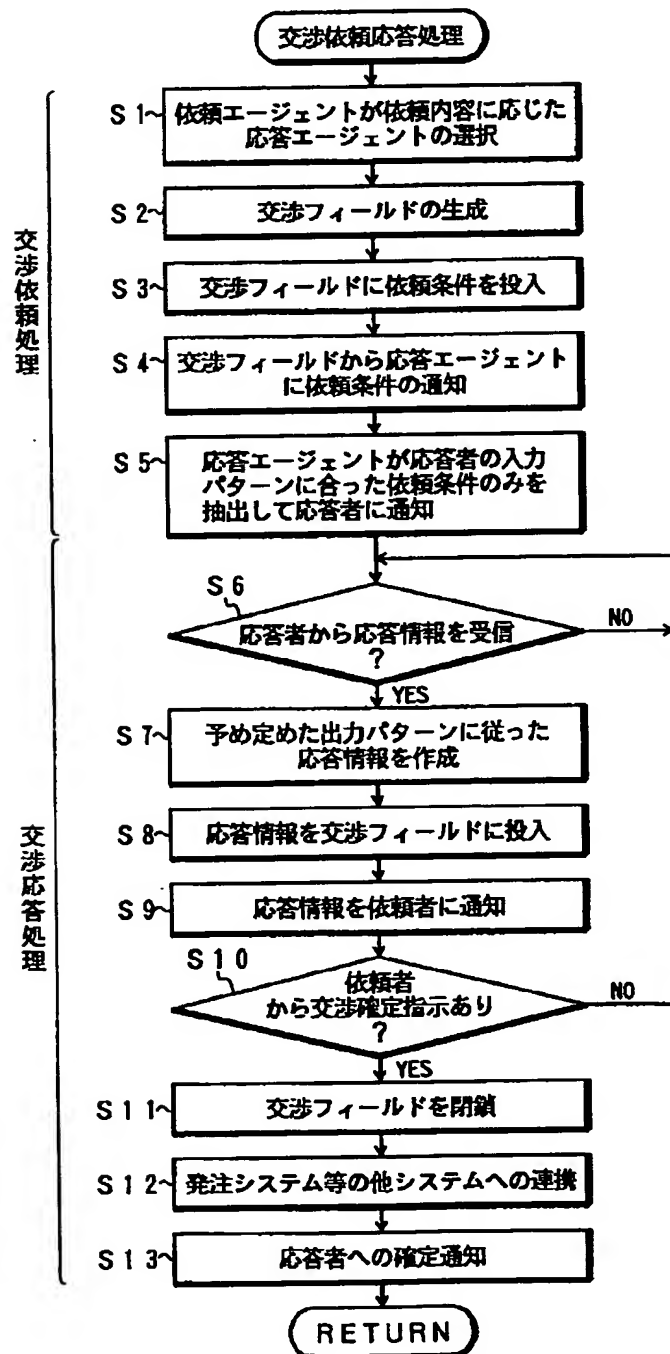 交渉依頼応答処理
S1
依頼エージェントが依頼内容に応じた
応答エージェントの選択
S2
交渉フィールドの生成
S3
交渉フィールドに依頼条件を投入
S4
交渉フィールドから応答エージェント
に依頼条件の通知
S5
応答エージェントが応答者の入力
パターンに合った依頼条件のみを
抽出して応答者に通知
交渉依頼処理
S6
応答者から応答情報を受信
?
NO
YES
S7
予め定めた出力パターンに従った
応答情報を作成
S8
応答情報を交渉フィールドに投入
S9
応答情報を依頼者に通知
交渉応答処理
S10
依頼者
から交渉確定指示あり
?
NO
YES
S11
交渉フィールドを閉鎖
S12
発注システム等の他システムへの連携
S13
応答者への確定通知
RETURN